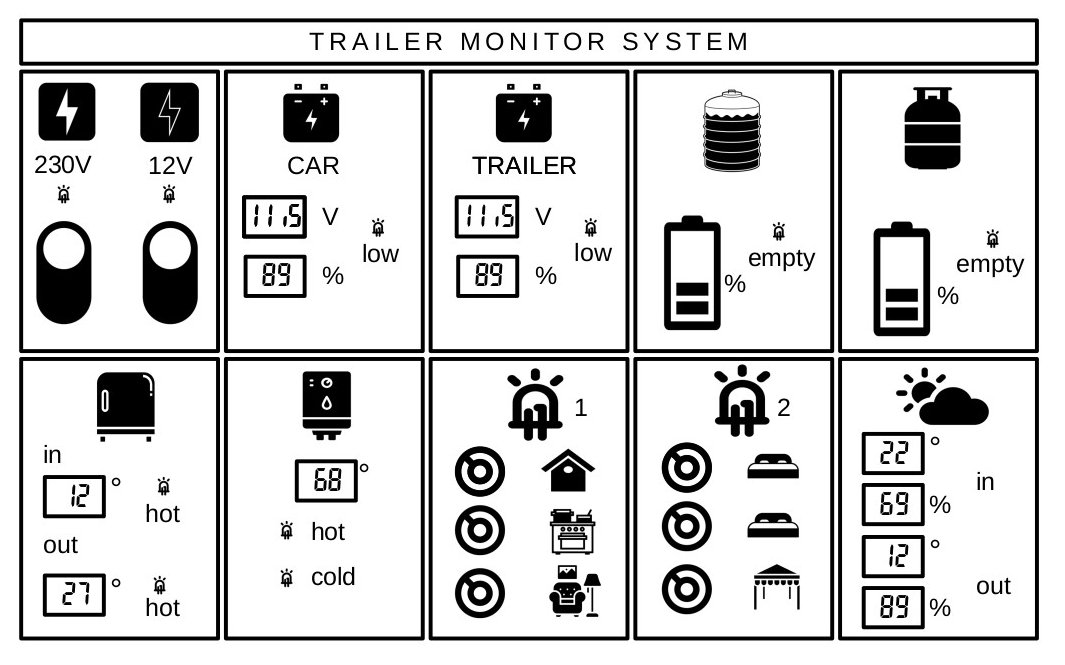 TRAILER MONITOR SYSTEM
230V 12V
CAR
11.5 V
low
89 %
TRAILER
11.5 V
low
89 %
empty
%
empty
%
in
12 °
hot
out
27 °
hot
68 °
hot
cold
1
2
22 °
in
69 %
12 °
out
89 %